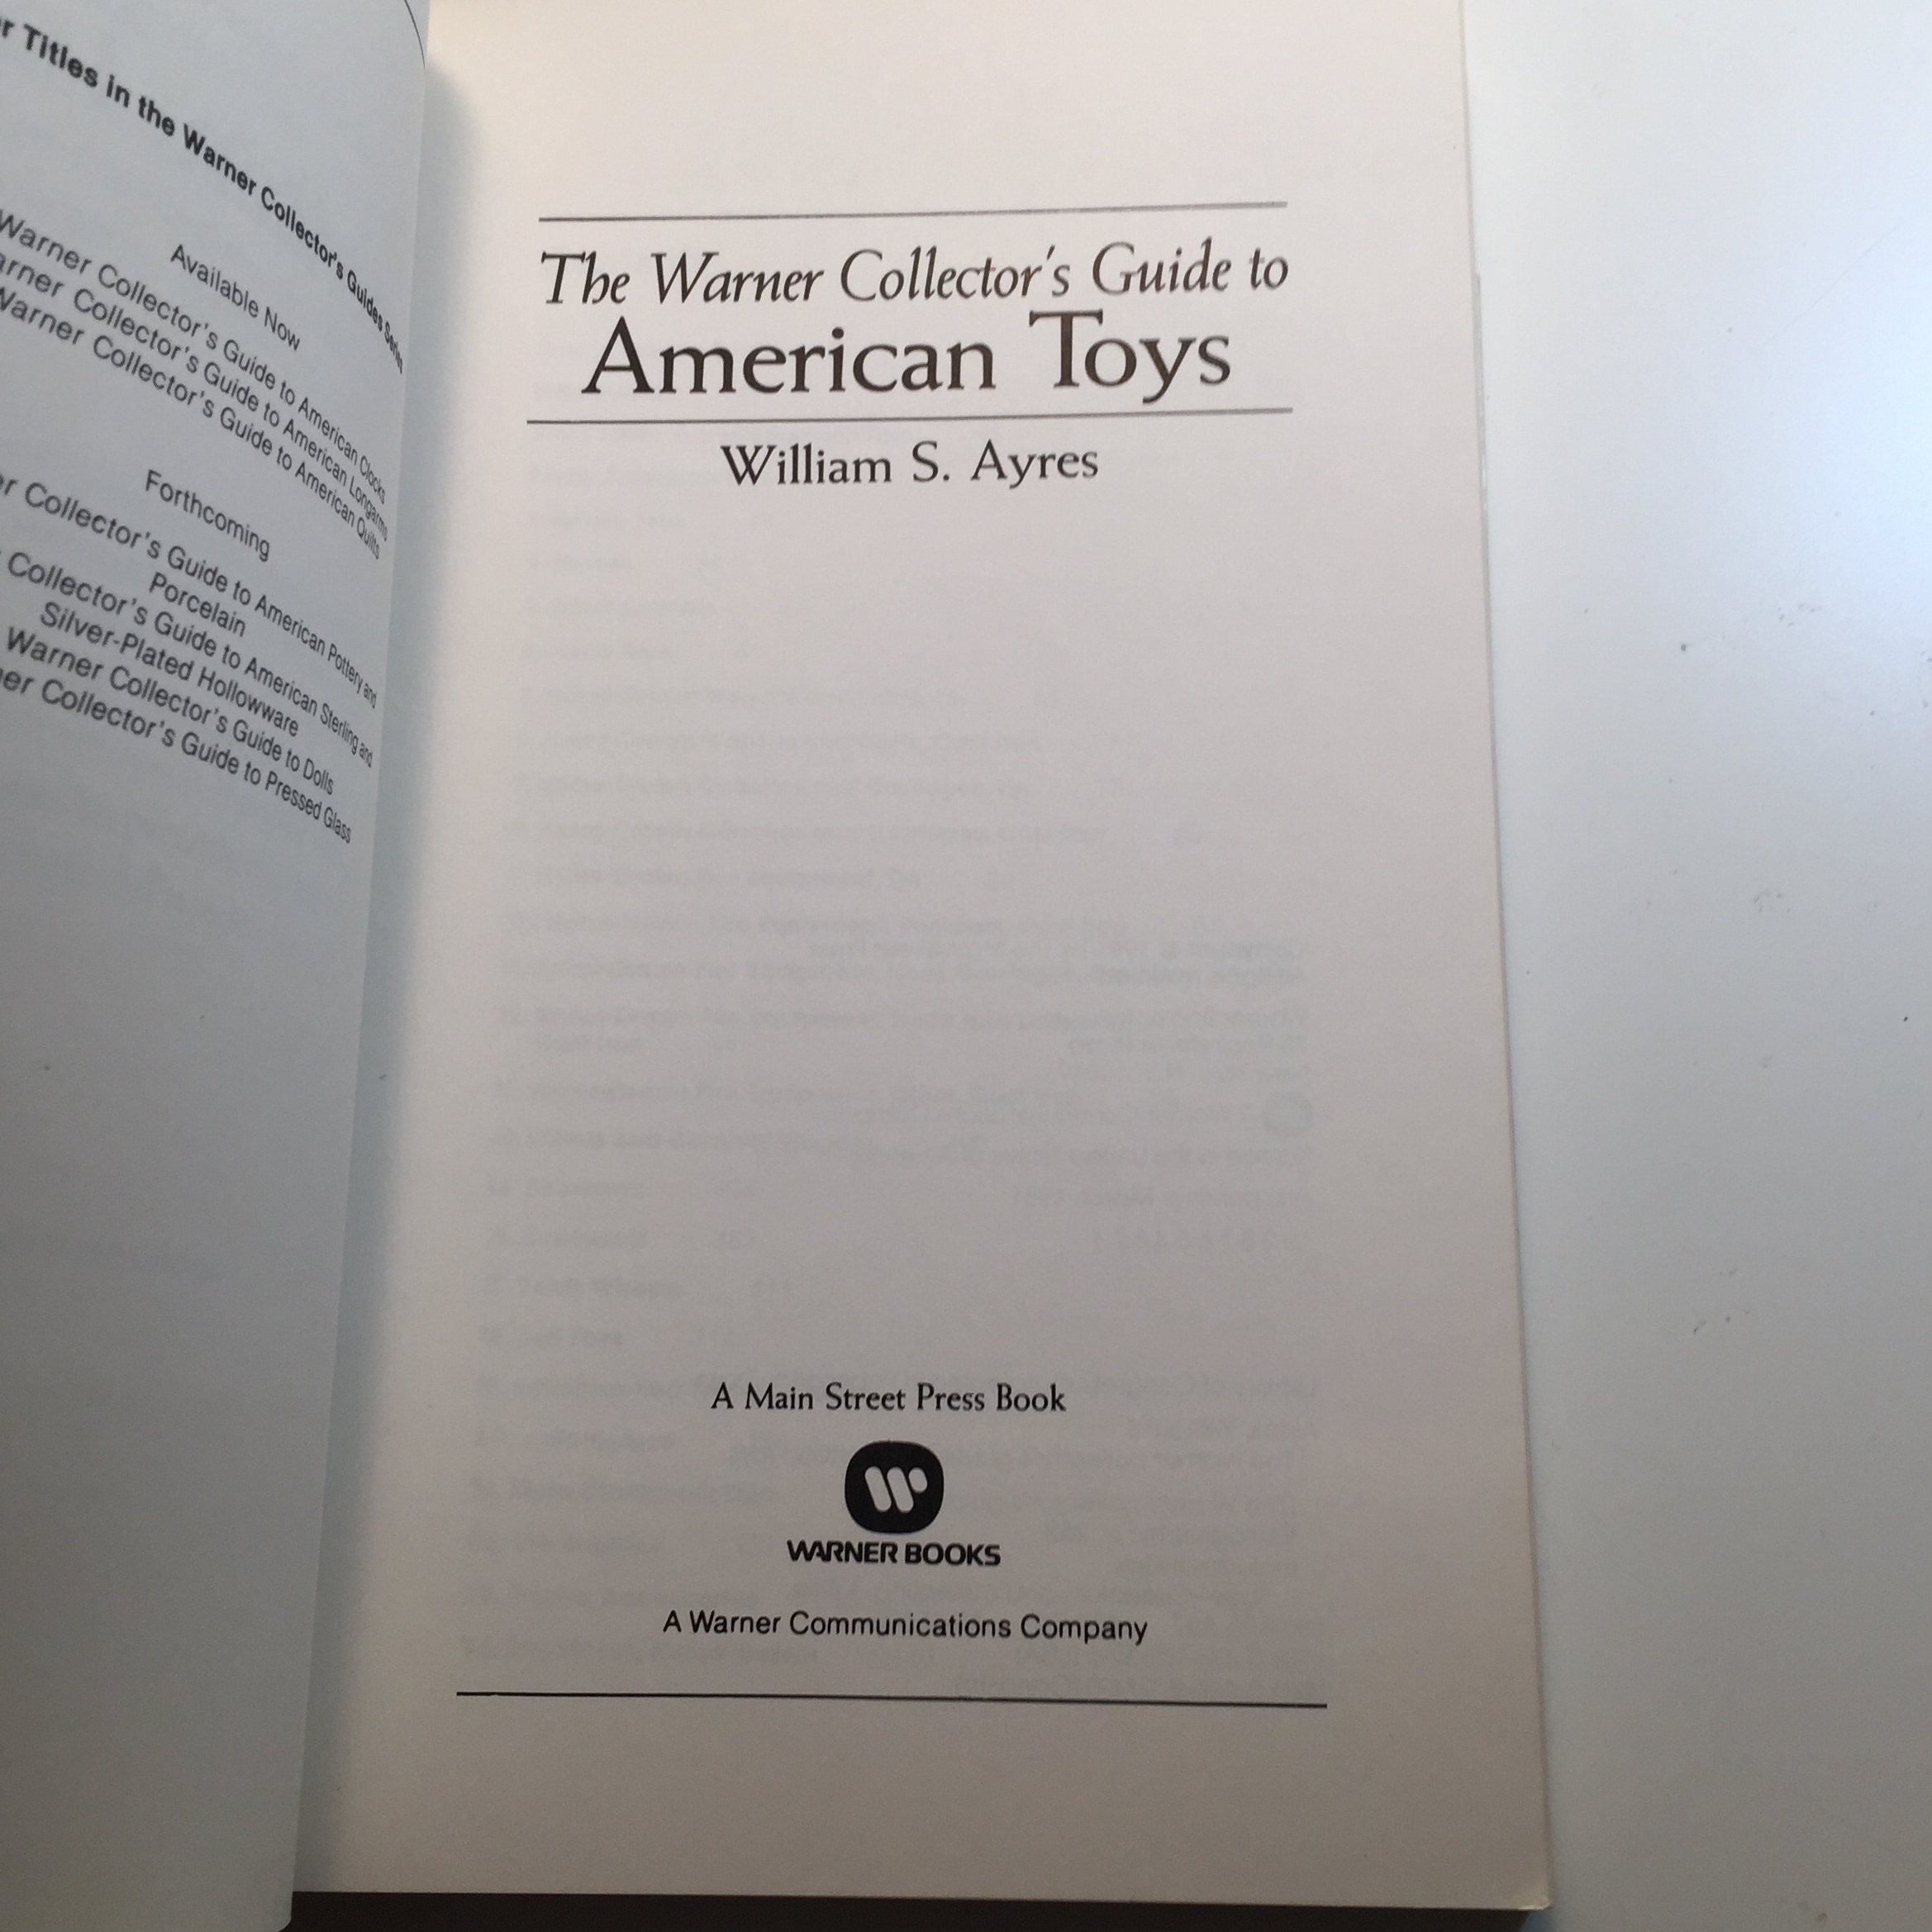 Titles in the Warner Collector's Guides Series
Available Now
Warner Collector's Guide to American Clocks
Collector's Guide to American Longarms
Warner Collector's Guide to American Quilts
Forthcoming
Collector's Guide to American Pottery and
Porcelain
Collector's Guide to American Sterling and
Silver-Plated Hollowware
Warner Collector's Guide to Dolls
Collector's Guide to Pressed Glass
The Warner Collector's Guide to
American Toys
William S. Ayres
A Main Street Press Book
WARNER BOOKS
A Warner Communications Company